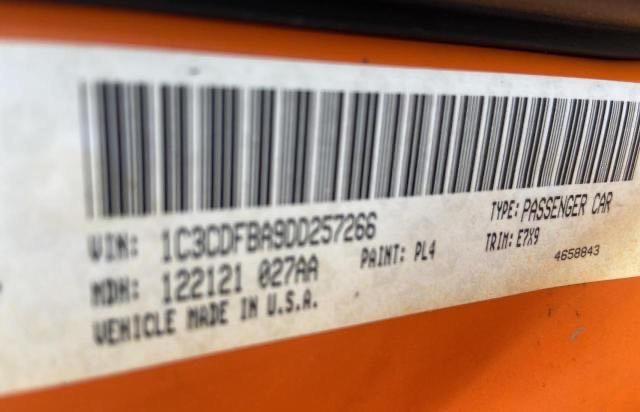 VIN: 1C3CDFBA9DD257266 TYPE: PASSENGER CAR
MDH: 122121 027AA PAINT: PL4 TRIM: E7X9
VEHICLE MADE IN U.S.A. 4658843